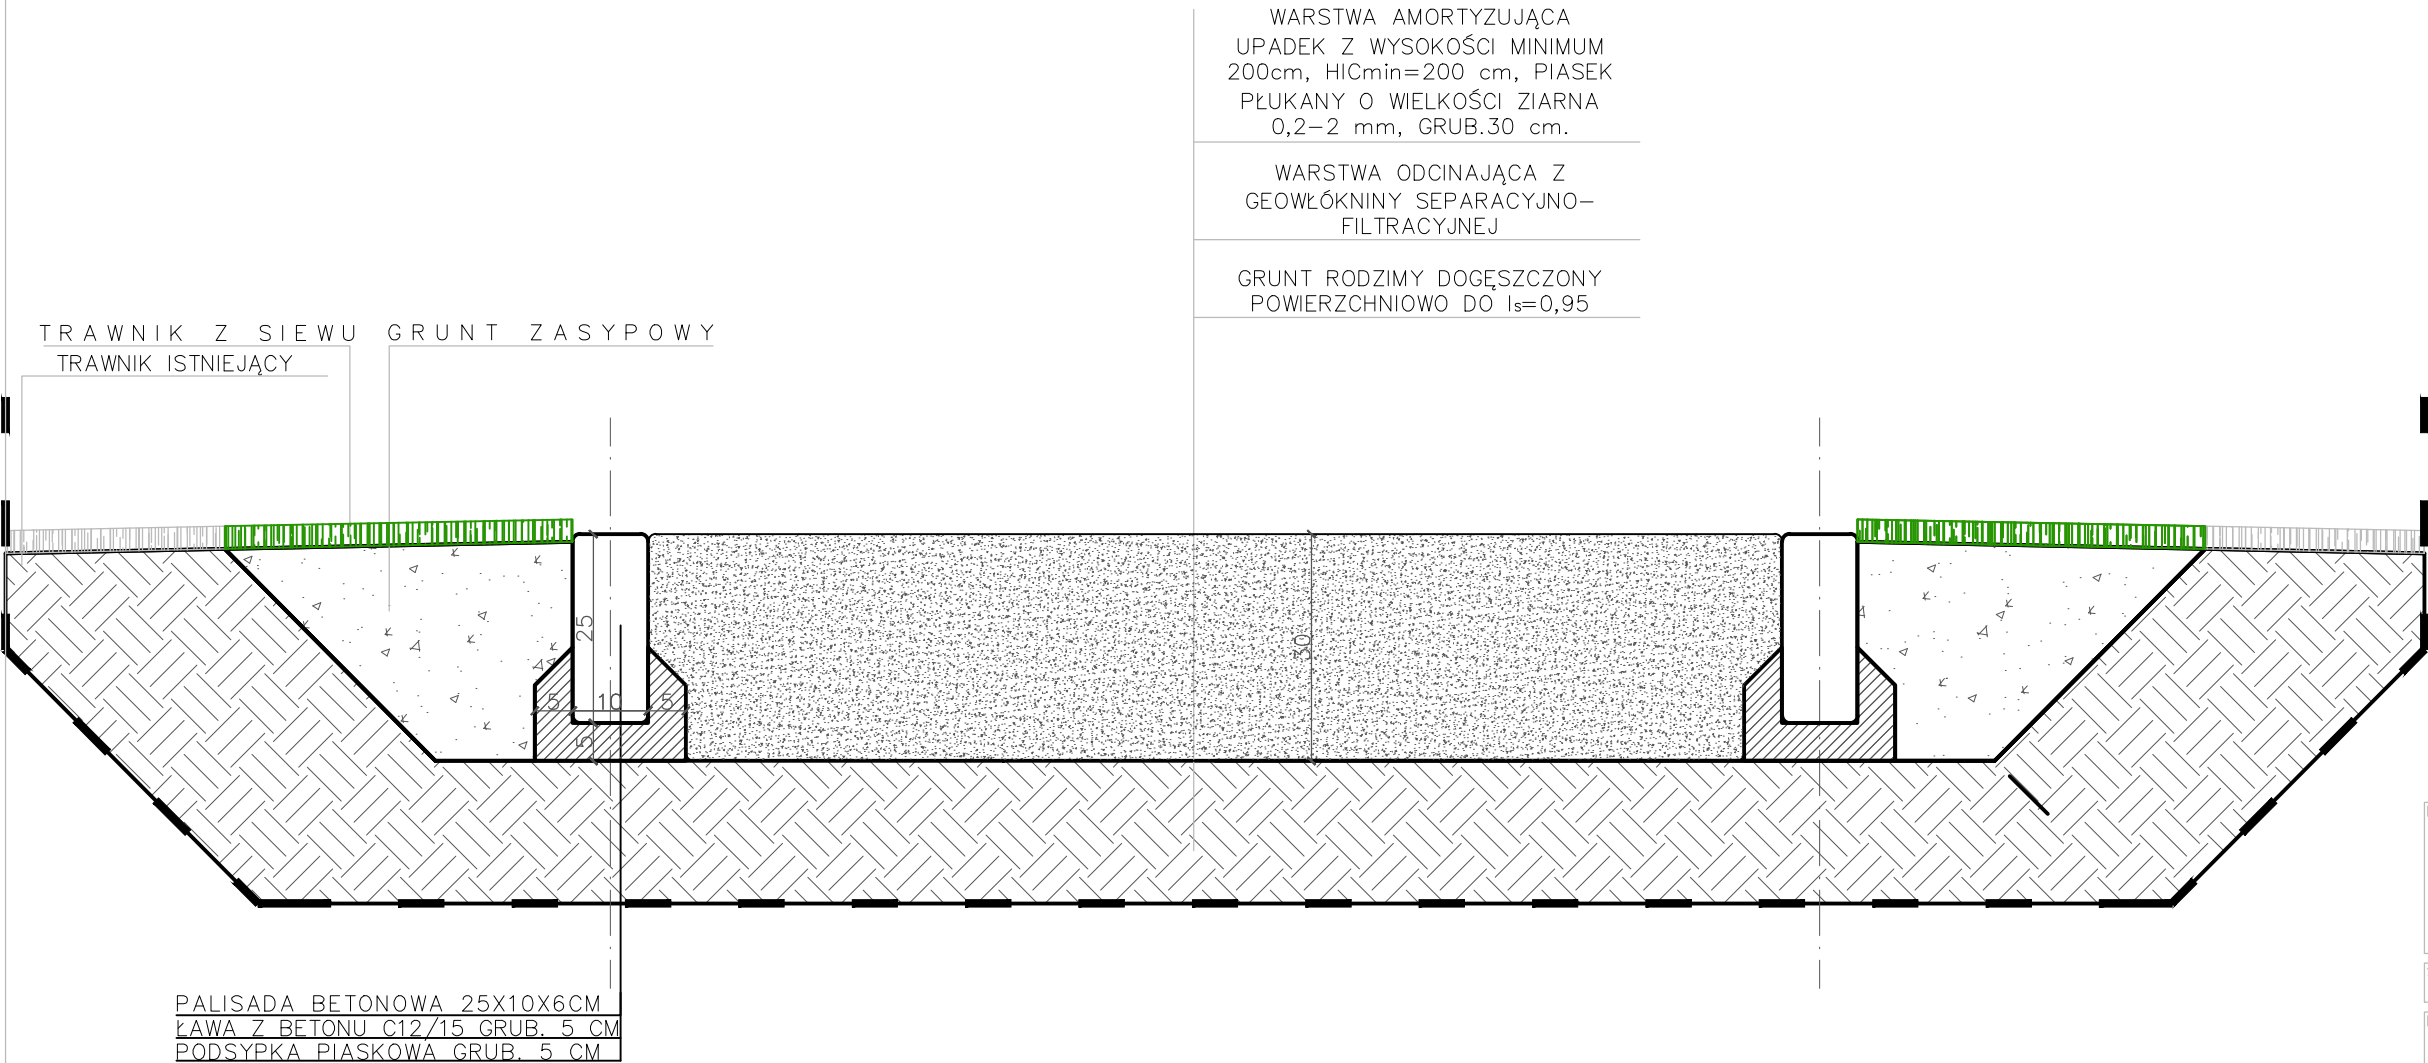 WARSTWA AMORTYZUJĄCA
UPADEK Z WYSOKOŚCI MINIMUM
200cm, HICmin=200 cm, PIASEK
PŁUKANY O WIELKOŚCI ZIARNA
0,2-2 mm, GRUB.30 cm.
WARSTWA ODCINAJĄCA Z
GEOWŁÓKNINY SEPARACYJNO-
FILTRACYJNEJ
GRUNT RODZIMY DOGĘSZCZONY
POWIERZCHNIOWO DO Is=0,95
TRAWNIK Z SIEWU
GRUNT ZASYPOWY
TRAWNIK ISTNIEJĄCY
25
30
5
10
5
5
PALISADA BETONOWA 25X10X6CM
ŁAWA Z BETONU C12/15 GRUB. 5 CM
PODSYPKA PIASKOWA GRUB. 5 CM